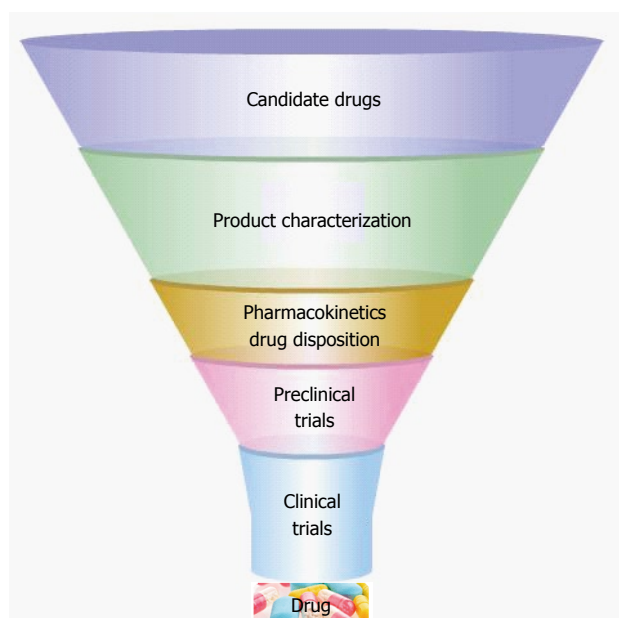 Candidate drugs
Product characterization
Pharmacokinetics
drug disposition
Preclinical
trials
Clinical
trials
Drug